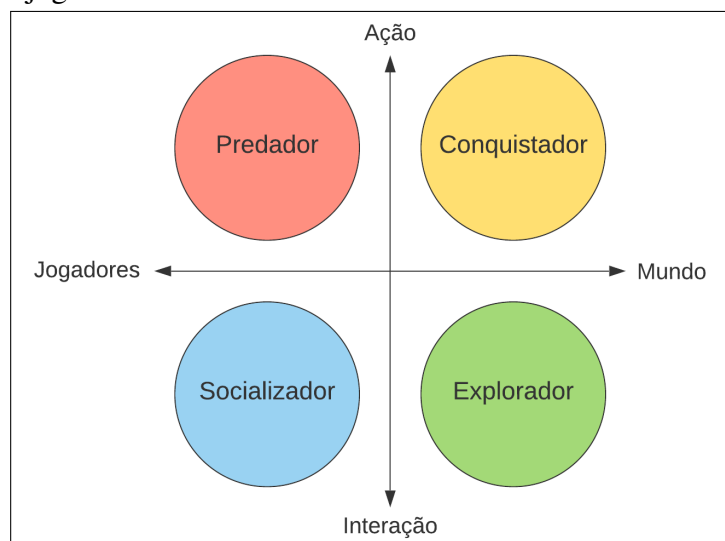 Ação
Predador
Conquistador
Jogadores
Mundo
Socializador
Explorador
Interação